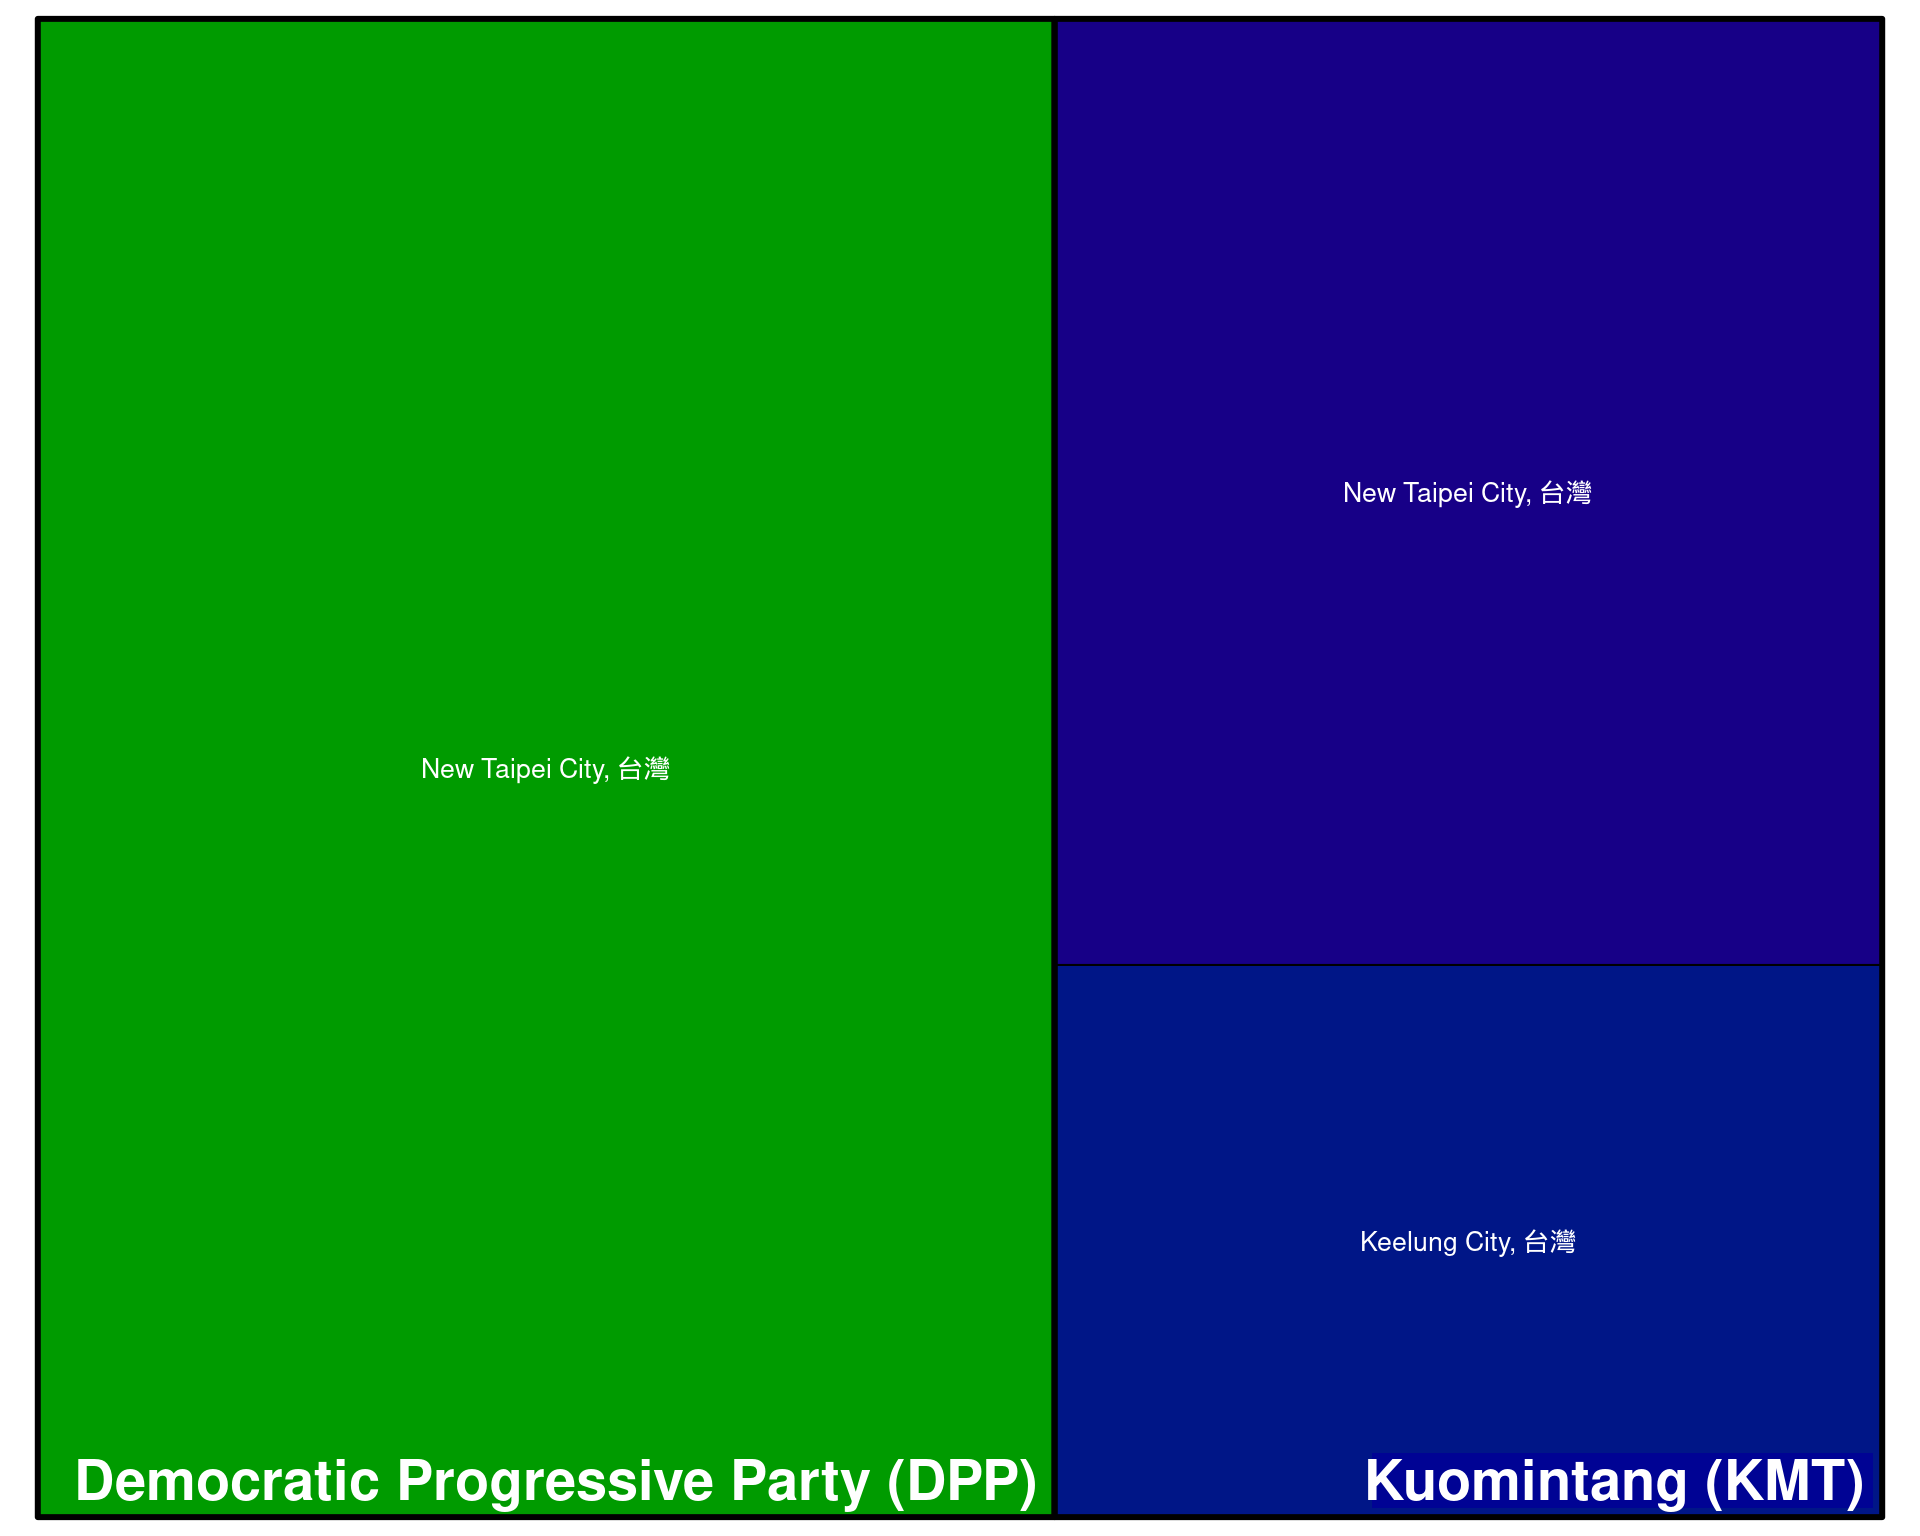 New Taipei City, 台灣
Democratic Progressive Party (DPP)
New Taipei City, 台灣
Keelung City, 台灣
Kuomintang (KMT)